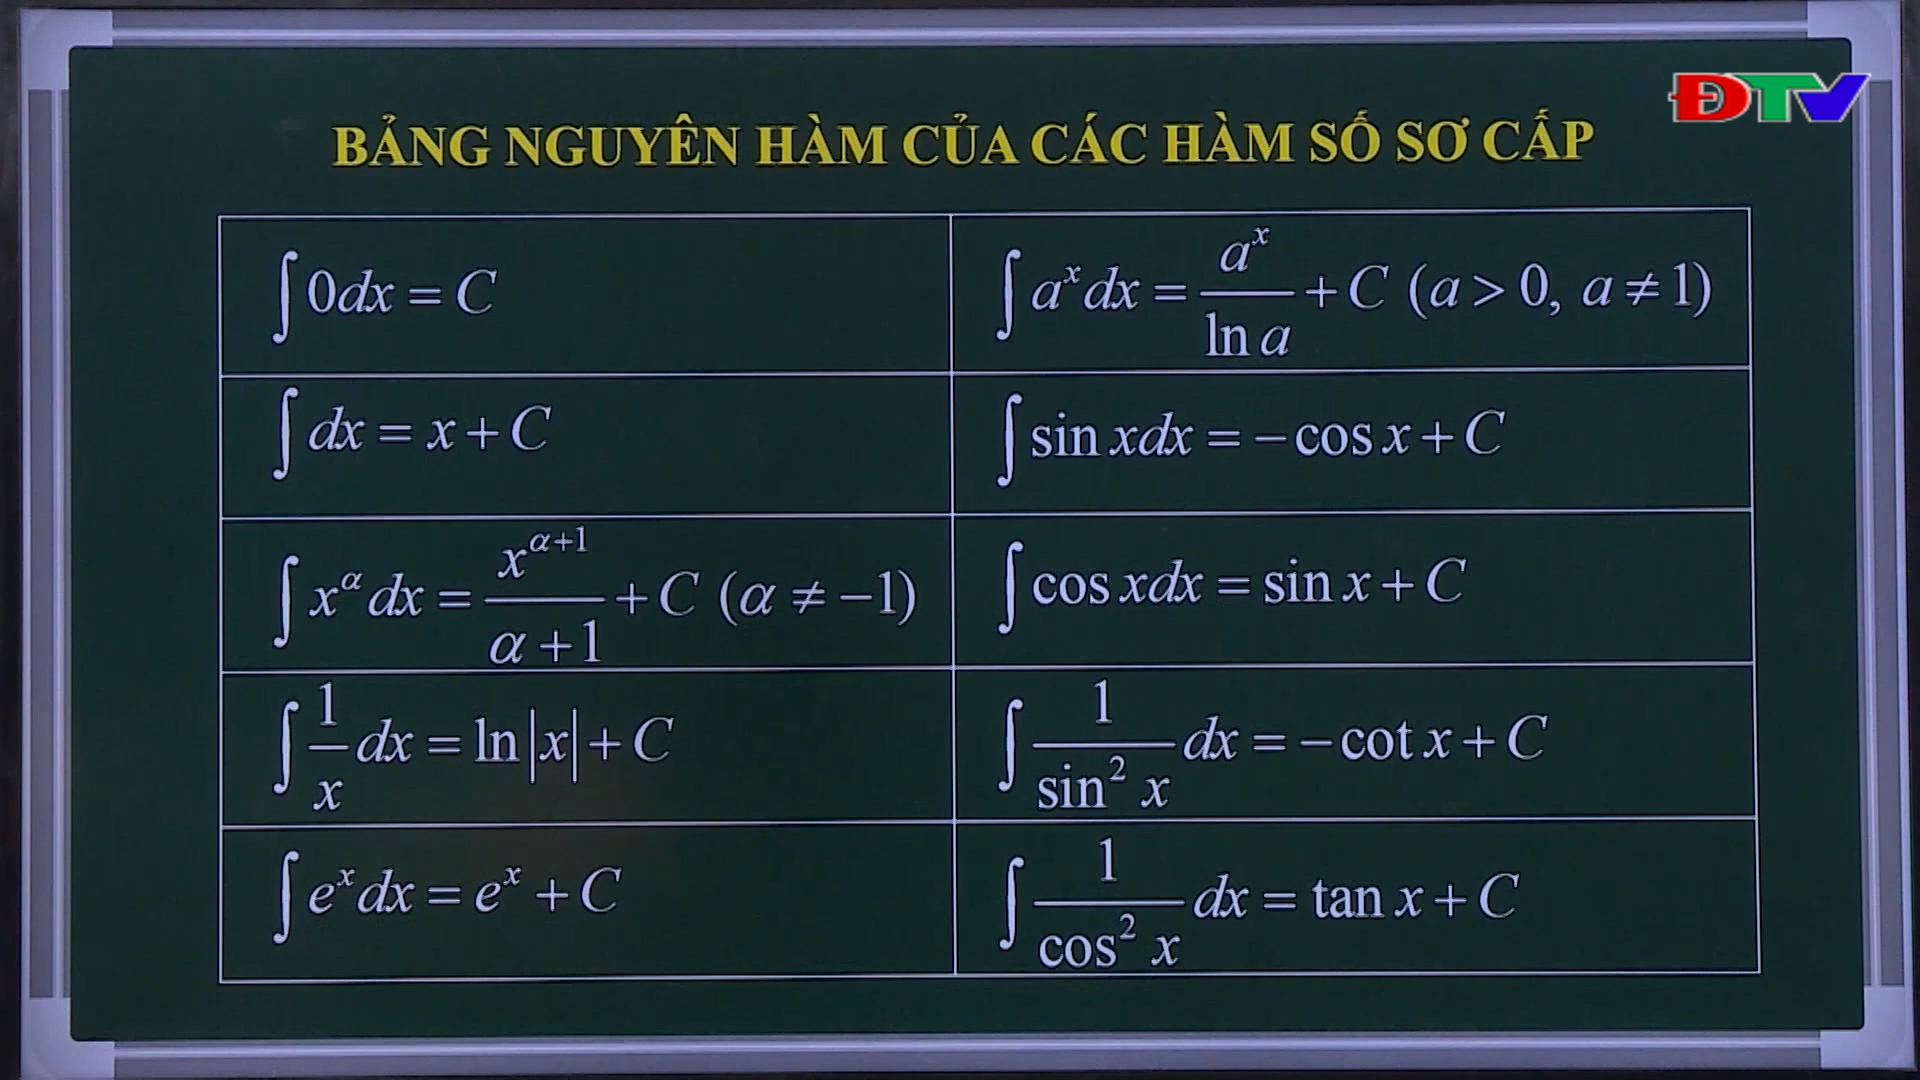 ĐTV
BẢNG NGUYÊN HÀM CỦA CÁC HÀM SỐ SƠ CẤP
∫0dx = C
∫a^x dx = a^x / ln a + C (a > 0, a ≠ 1)
∫dx = x + C
∫sin xdx = −cos x + C
∫x^α dx = x^(α+1) / (α+1) + C (α ≠ −1)
∫cos xdx = sin x + C
∫1/x dx = ln|x| + C
∫1/sin² x dx = −cot x + C
∫e^x dx = e^x + C
∫1/cos² x dx = tan x + C